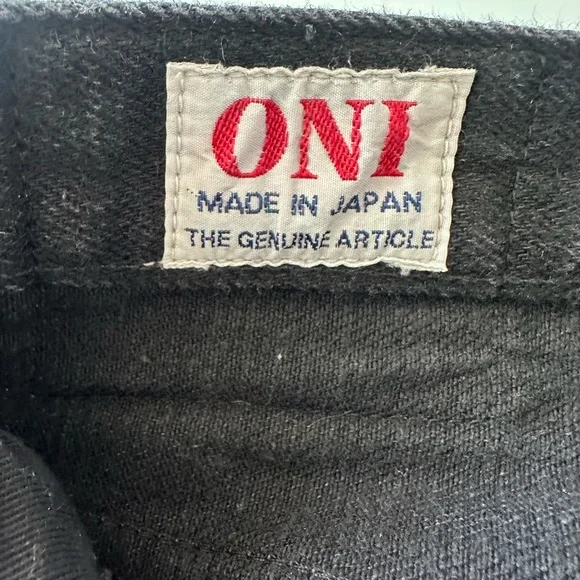 ONI
MADE IN JAPAN
THE GENUINE ARTICLE